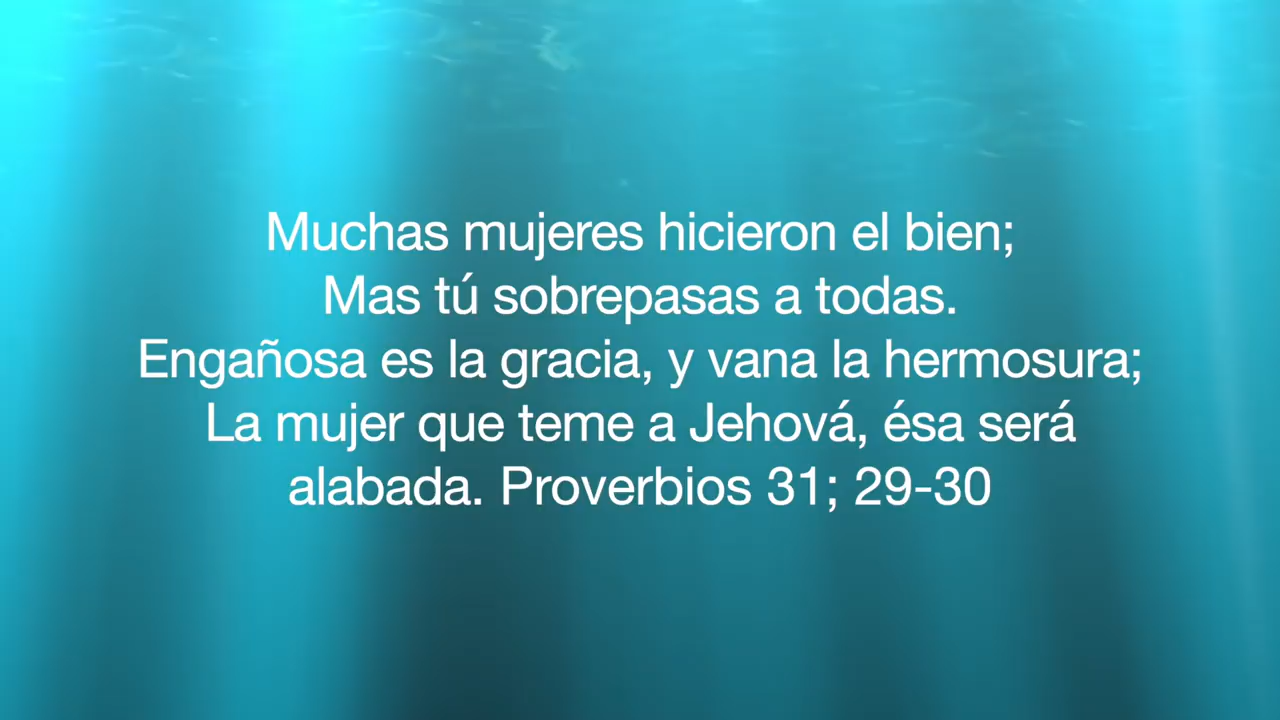 Muchas mujeres hicieron el bien;
Mas tú sobrepasas a todas.
Engañosa es la gracia, y vana la hermosura;
La mujer que teme a Jehová, ésa será
alabada. Proverbios 31; 29-30